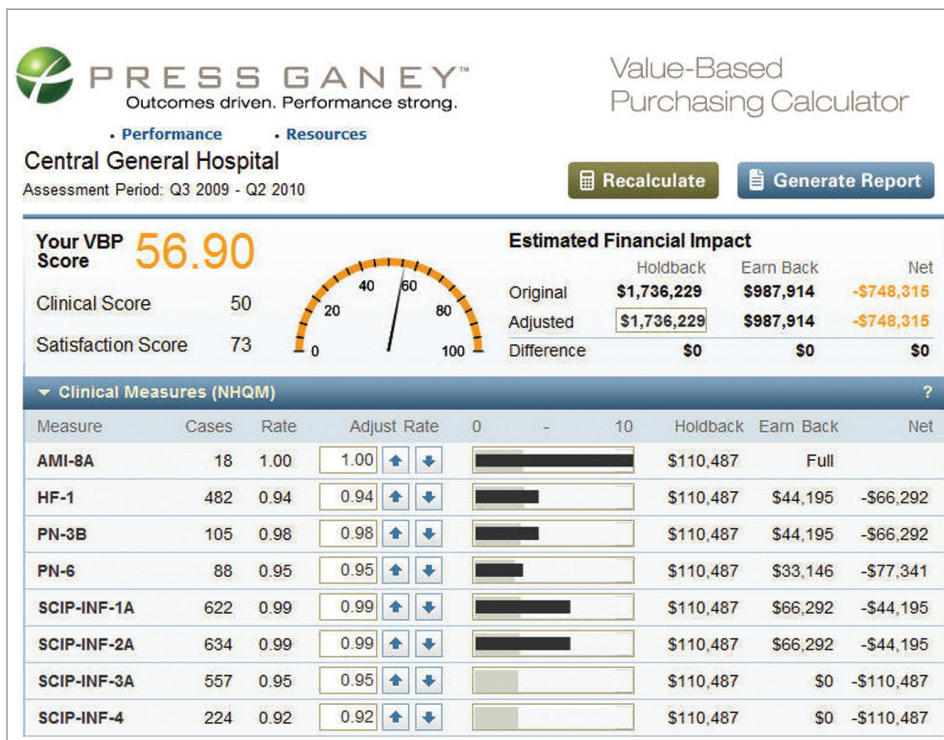 PRESS GANEY™
Outcomes driven. Performance strong.
Value-Based
Purchasing Calculator
• Performance • Resources
Central General Hospital
Assessment Period: Q3 2009 - Q2 2010
Recalculate Generate Report
Your VBP Score 56.90
Clinical Score 50
Satisfaction Score 73
0 20 40 60 80 100
Estimated Financial Impact
Holdback Earn Back Net
Original $1,736,229 $987,914 -$748,315
Adjusted $1,736,229 $987,914 -$748,315
Difference $0 $0 $0
Clinical Measures (NHQM) ?
Measure Cases Rate Adjust Rate 0 - 10 Holdback Earn Back Net
AMI-8A 18 1.00 1.00 $110,487 Full
HF-1 482 0.94 0.94 $110,487 $44,195 -$66,292
PN-3B 105 0.98 0.98 $110,487 $44,195 -$66,292
PN-6 88 0.95 0.95 $110,487 $33,146 -$77,341
SCIP-INF-1A 622 0.99 0.99 $110,487 $66,292 -$44,195
SCIP-INF-2A 634 0.99 0.99 $110,487 $66,292 -$44,195
SCIP-INF-3A 557 0.95 0.95 $110,487 $0 -$110,487
SCIP-INF-4 224 0.92 0.92 $110,487 $0 -$110,487